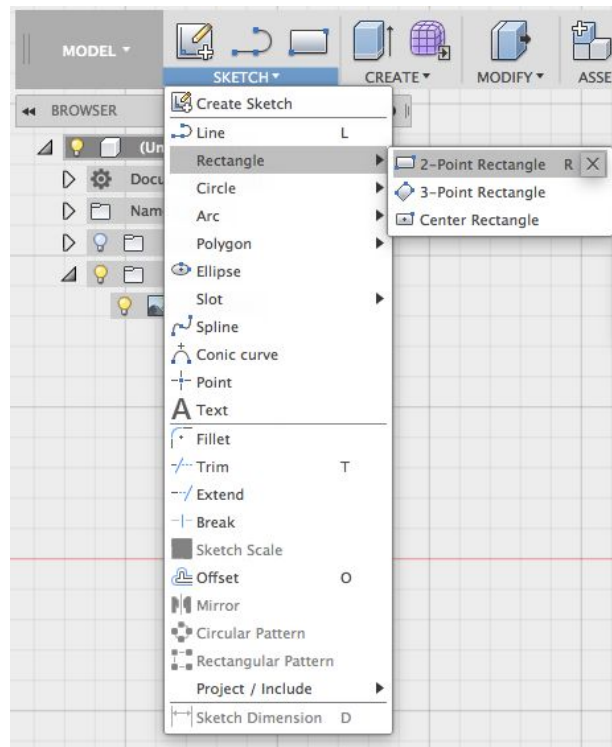 MODEL
SKETCH CREATE MODIFY ASSE
BROWSER
(Un
Docu
Nam
Create Sketch
Line L
Rectangle
Circle
Arc
Polygon
Ellipse
Slot
Spline
Conic curve
Point
A Text
Fillet
Trim T
Extend
Break
Sketch Scale
Offset O
Mirror
Circular Pattern
Rectangular Pattern
Project / Include
Sketch Dimension D
2-Point Rectangle R
3-Point Rectangle
Center Rectangle